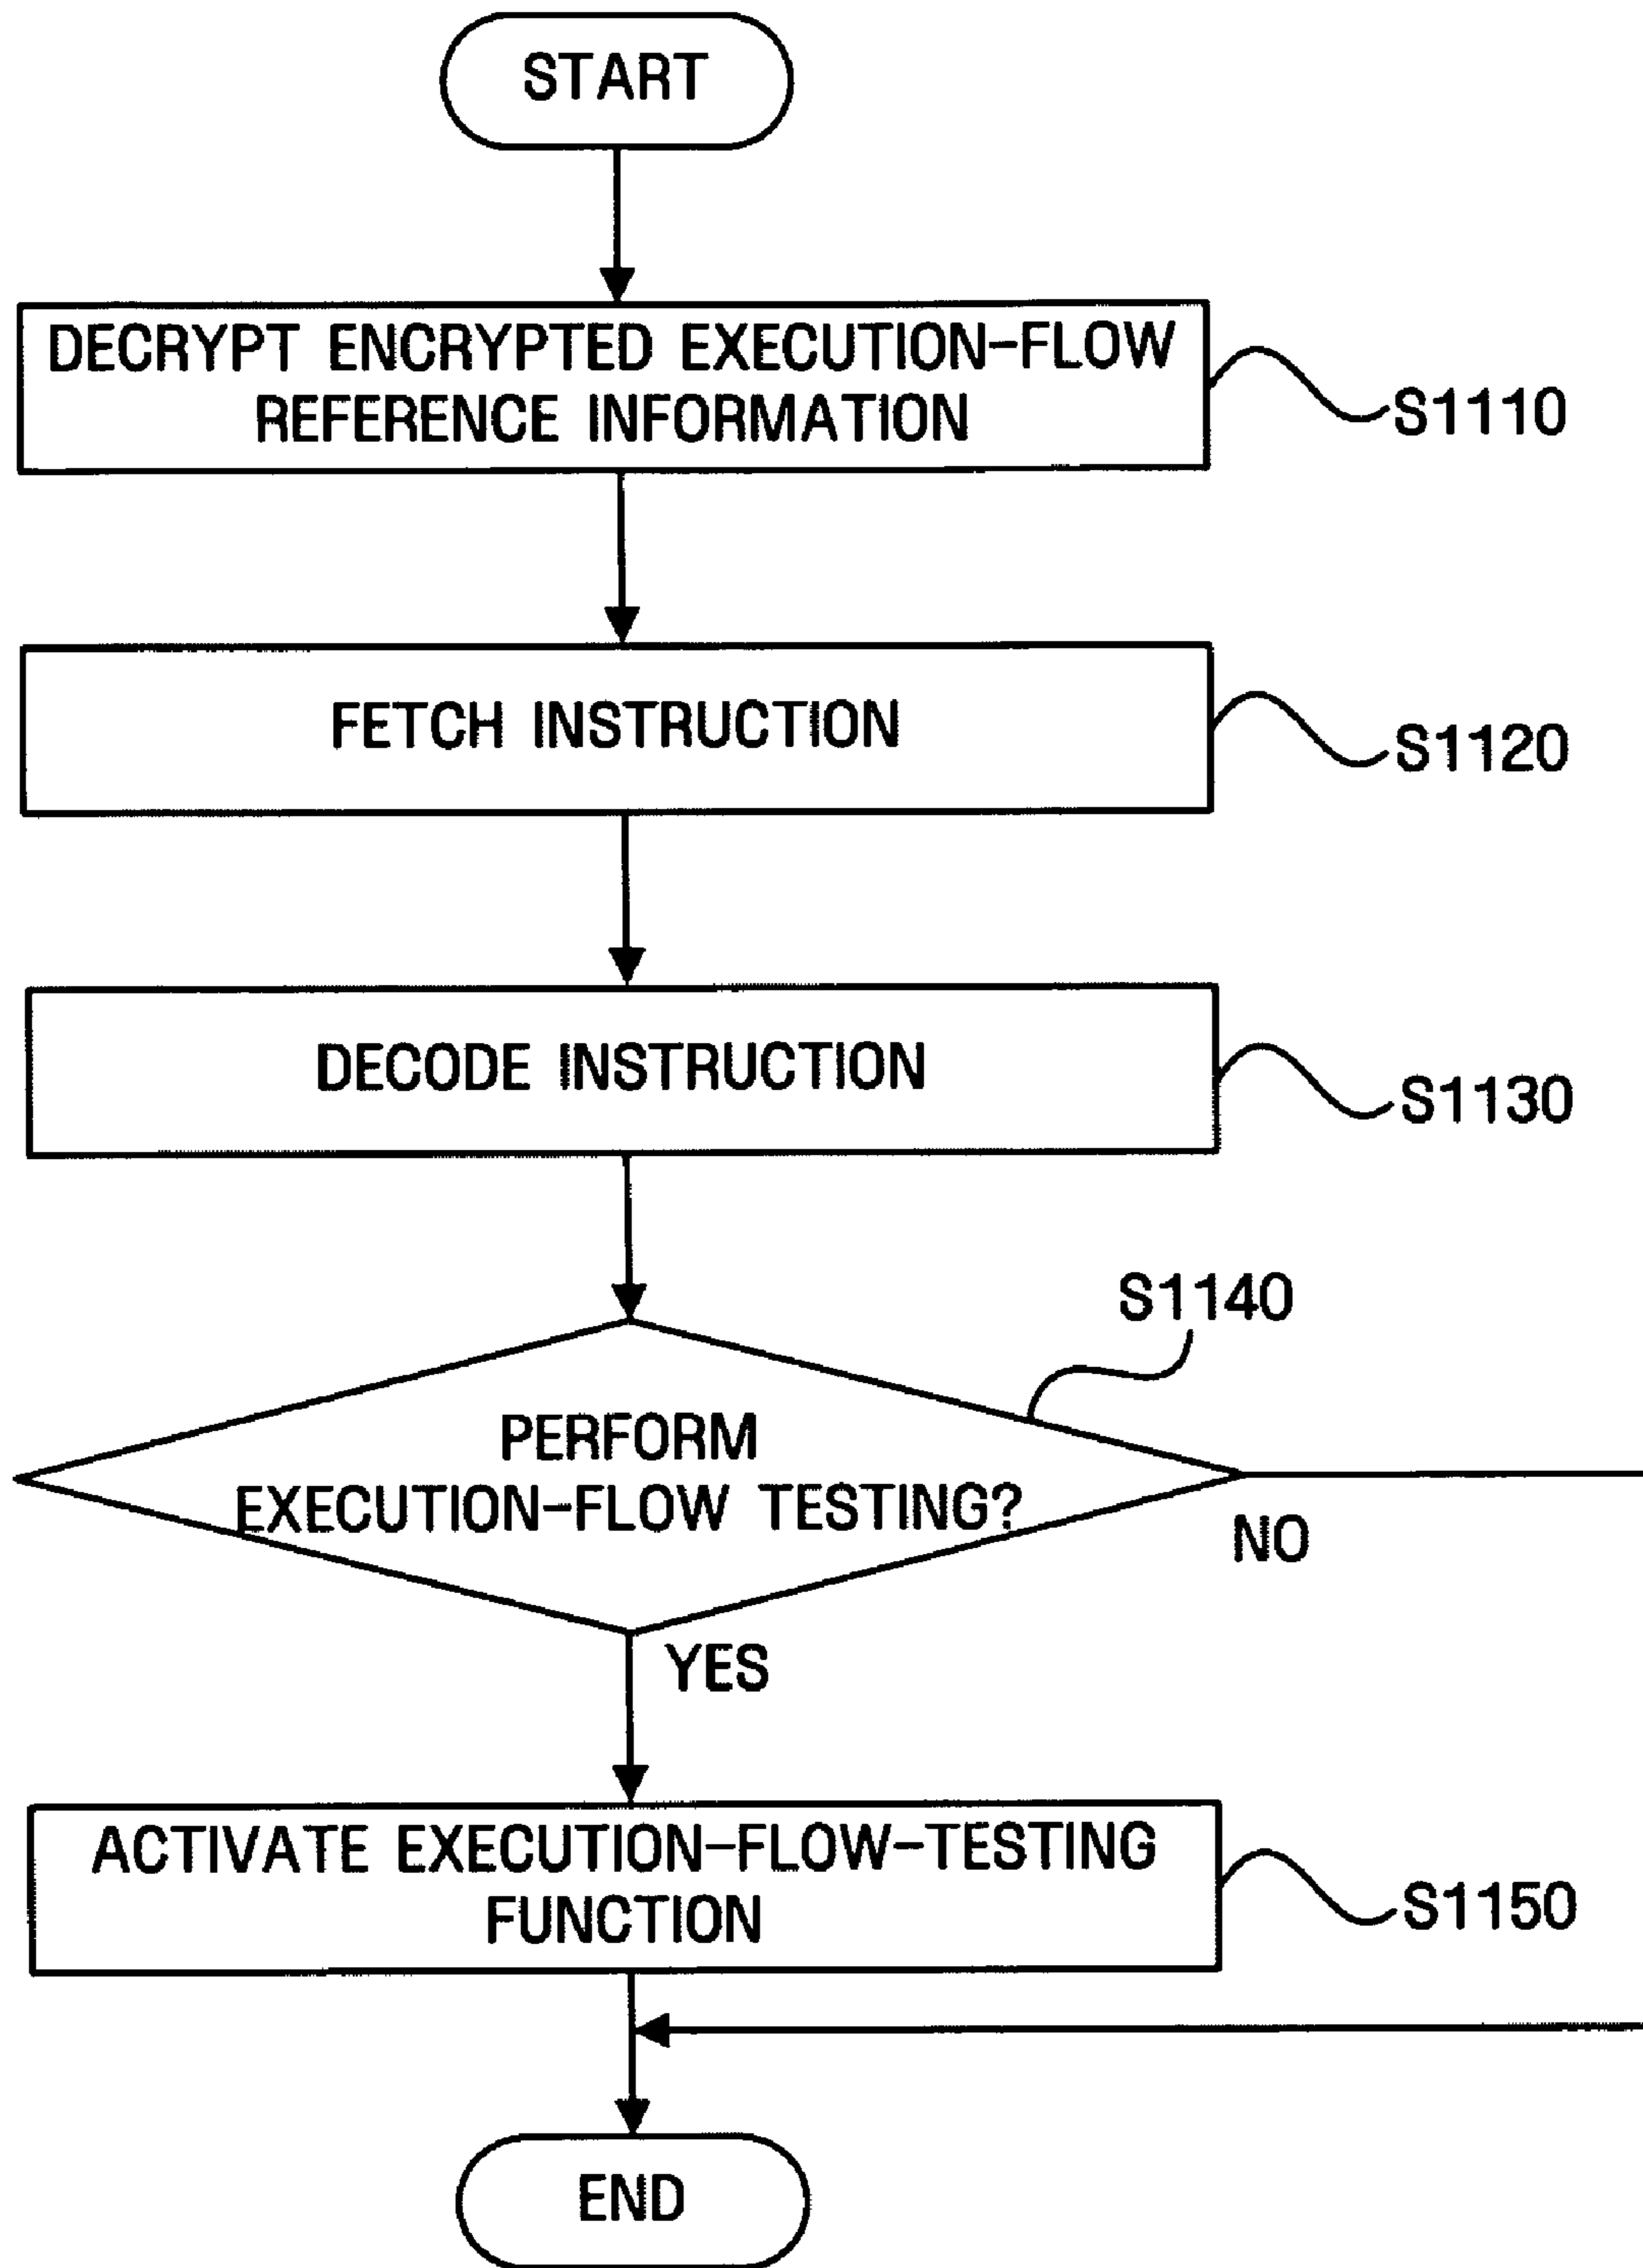 START
DECRYPT ENCRYPTED EXECUTION-FLOW
REFERENCE INFORMATION
S1110
FETCH INSTRUCTION
S1120
DECODE INSTRUCTION
S1130
S1140
PERFORM
EXECUTION-FLOW TESTING?
NO
YES
ACTIVATE EXECUTION-FLOW-TESTING
FUNCTION
S1150
END